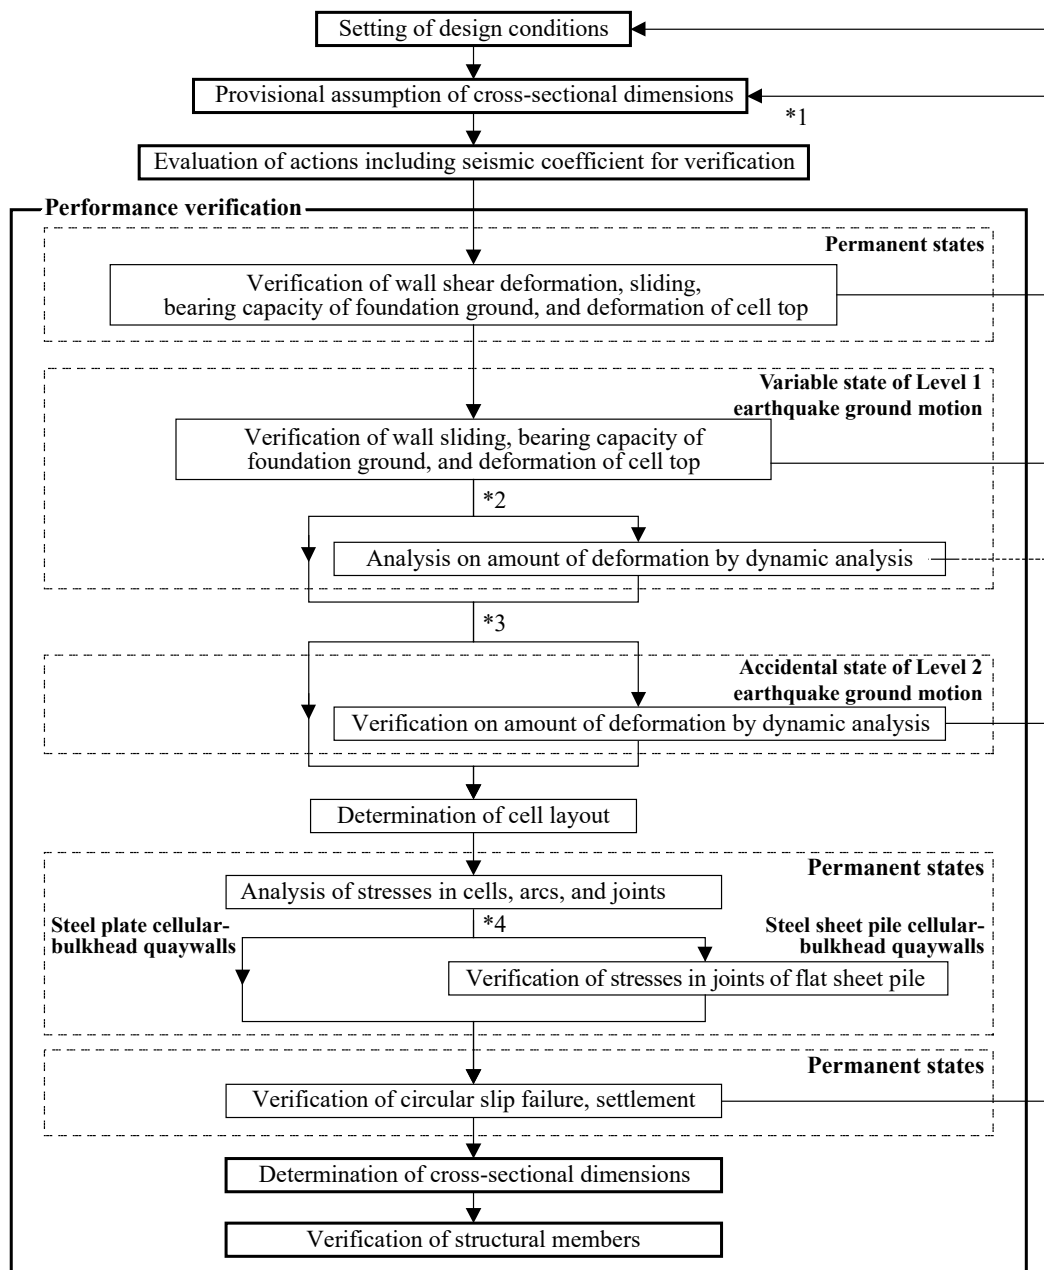 Setting of design conditions
Provisional assumption of cross-sectional dimensions
*1
Evaluation of actions including seismic coefficient for verification
Performance verification
Permanent states
Verification of wall shear deformation, sliding,
bearing capacity of foundation ground, and deformation of cell top
Variable state of Level 1
earthquake ground motion
Verification of wall sliding, bearing capacity of
foundation ground, and deformation of cell top
*2
Analysis on amount of deformation by dynamic analysis
*3
Accidental state of Level 2
earthquake ground motion
Verification on amount of deformation by dynamic analysis
Determination of cell layout
Permanent states
Analysis of stresses in cells, arcs, and joints
*4
Steel plate cellular-
bulkhead quaywalls
Steel sheet pile cellular-
bulkhead quaywalls
Verification of stresses in joints of flat sheet pile
Permanent states
Verification of circular slip failure, settlement
Determination of cross-sectional dimensions
Verification of structural members